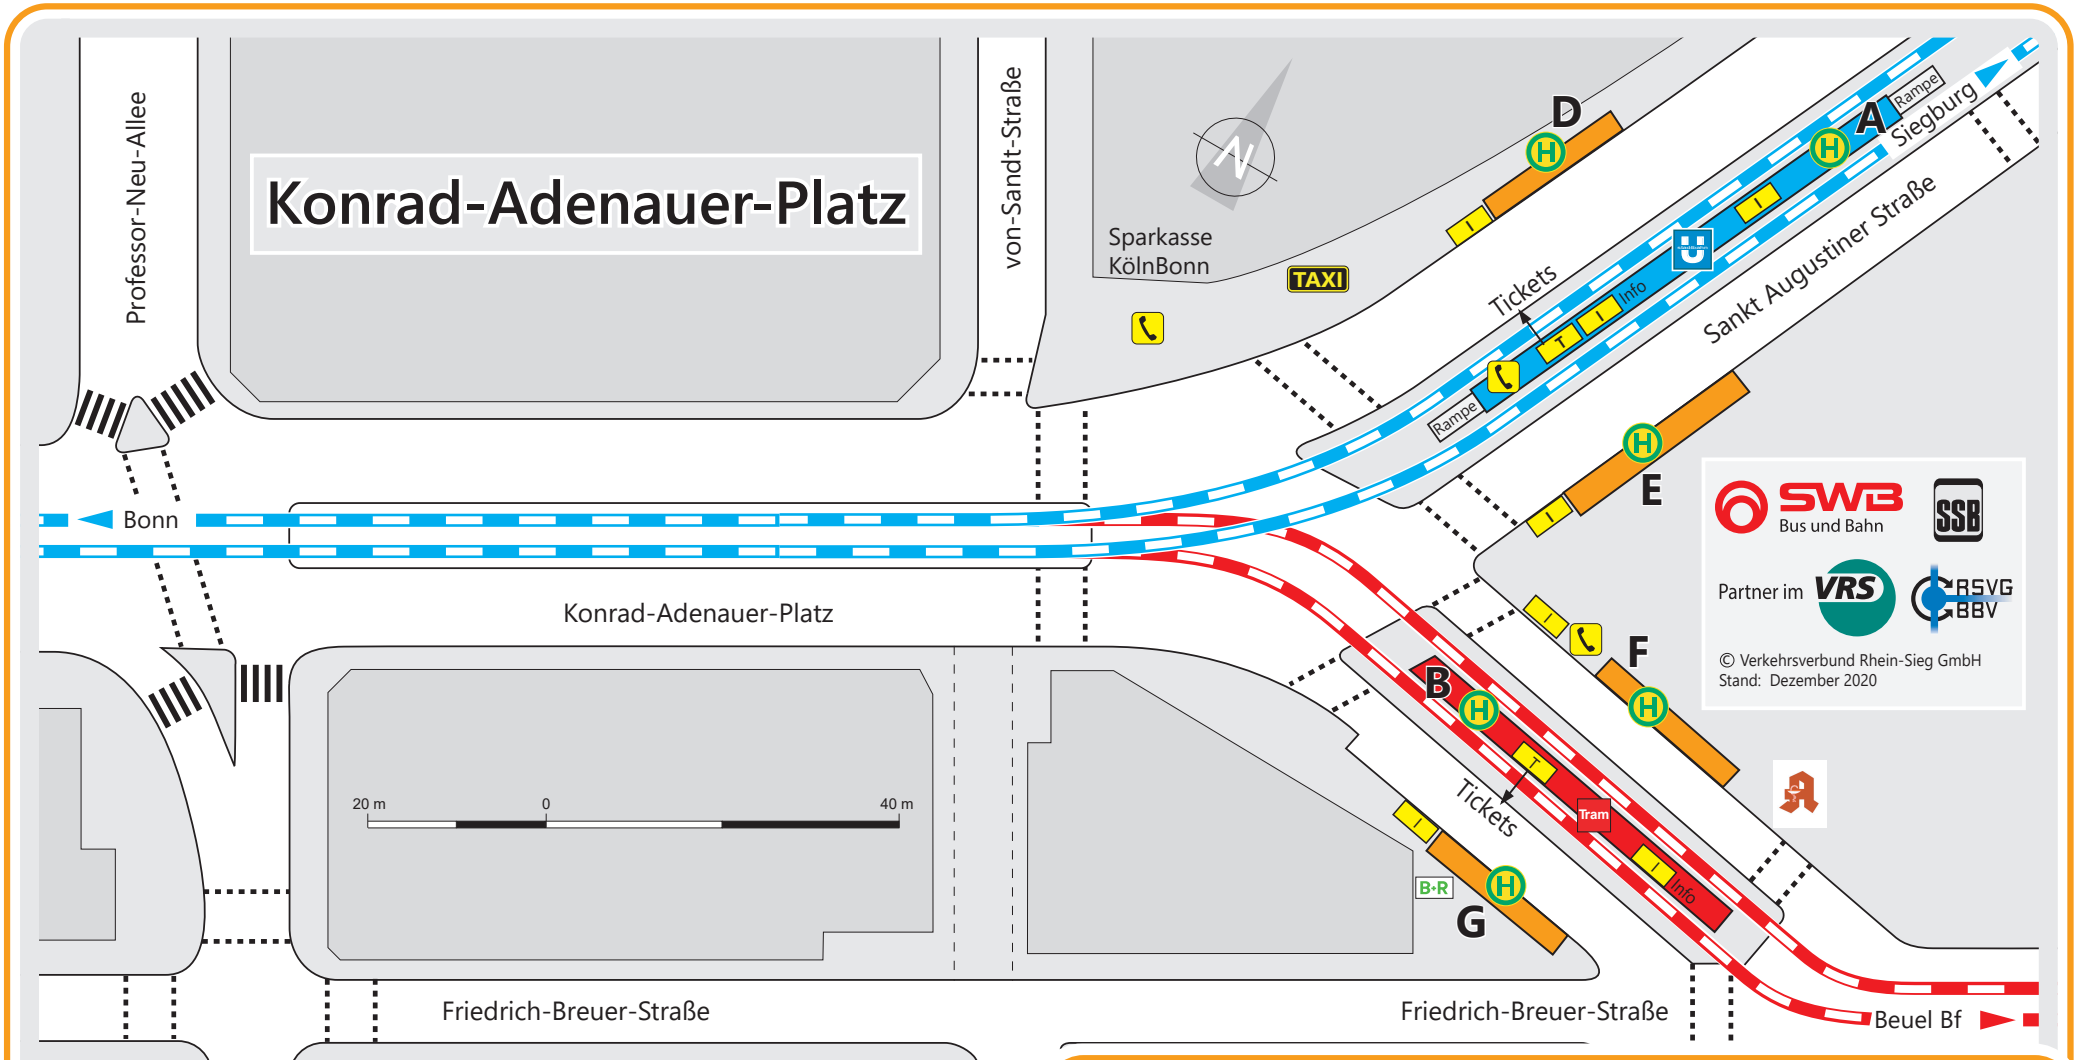 Konrad-Adenauer-Platz
Professor-Neu-Allee
von-Sandt-Straße
N
Sparkasse
KölnBonn
TAXI
D
H
I
A
H
Rampe
Siegburg
I
U
Info
I
T
Tickets
Rampe
Sankt Augustiner Straße
H
E
I
Bonn
Konrad-Adenauer-Platz
SWB
Bus und Bahn
SSB
Partner im
VRS
RSVG
BBV
© Verkehrsverbund Rhein-Sieg GmbH
Stand: Dezember 2020
I
F
H
B
H
T
Tickets
Tram
I
Info
A
I
B+R
H
G
20 m
0
40 m
Friedrich-Breuer-Straße
Friedrich-Breuer-Straße
Beuel Bf